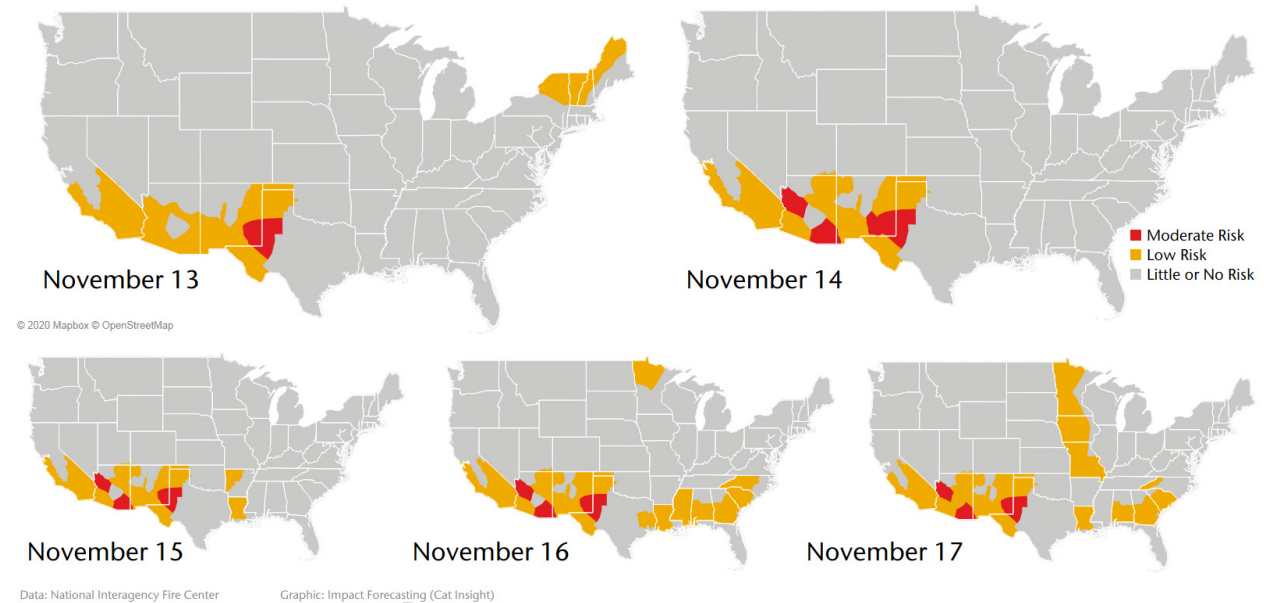 November 13
November 14
Moderate Risk
Low Risk
Little or No Risk
© 2020 Mapbox © OpenStreetMap
November 15
November 16
November 17
Data: National Interagency Fire Center
Graphic: Impact Forecasting (Cat Insight)